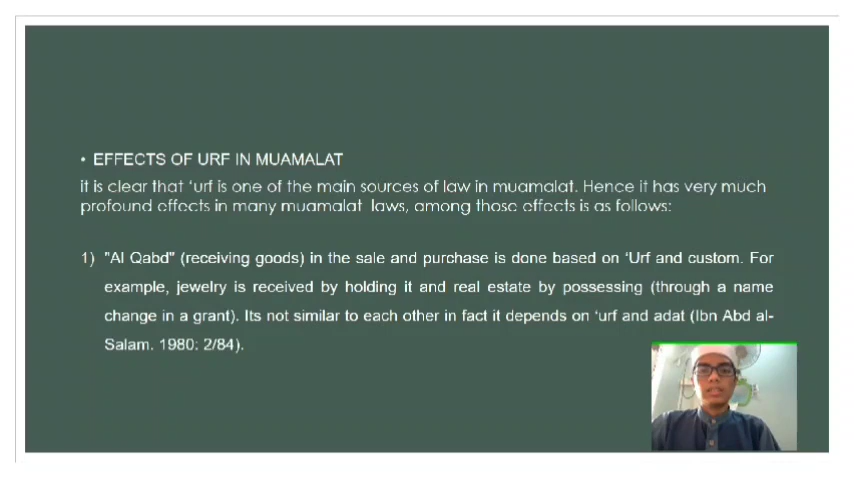 • EFFECTS OF URF IN MUAMALAT
it is clear that ‘urf is one of the main sources of law in muamalat. Hence it has very much
profound effects in many muamalat laws, among those effects is as follows:
1) "Al Qabd" (receiving goods) in the sale and purchase is done based on ‘Urf and custom. For
example, jewelry is received by holding it and real estate by possessing (through a name
change in a grant). Its not similar to each other in fact it depends on ‘urf and adat (Ibn Abd al-
Salam. 1980: 2/84).